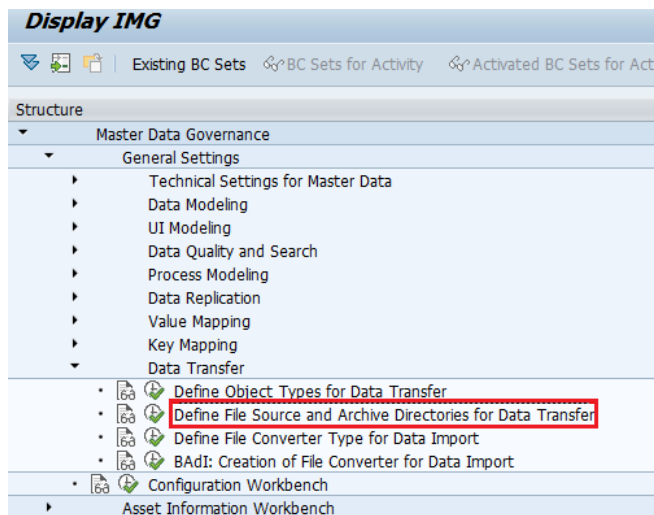 Display IMG
Existing BC Sets BC Sets for Activity Activated BC Sets for Act
Structure
Master Data Governance
General Settings
Technical Settings for Master Data
Data Modeling
UI Modeling
Data Quality and Search
Process Modeling
Data Replication
Value Mapping
Key Mapping
Data Transfer
Define Object Types for Data Transfer
Define File Source and Archive Directories for Data Transfer
Define File Converter Type for Data Import
BAdI: Creation of File Converter for Data Import
Configuration Workbench
Asset Information Workbench